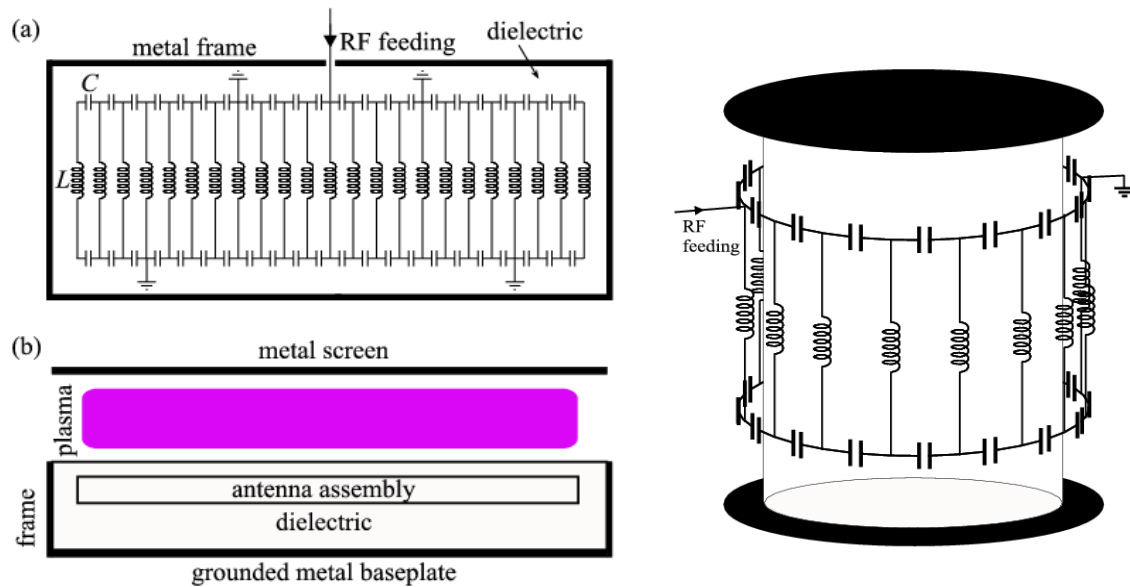 (a)
metal frame
RF feeding
dielectric
C
L
(b)
metal screen
plasma
antenna assembly
dielectric
frame
grounded metal baseplate
RF
feeding